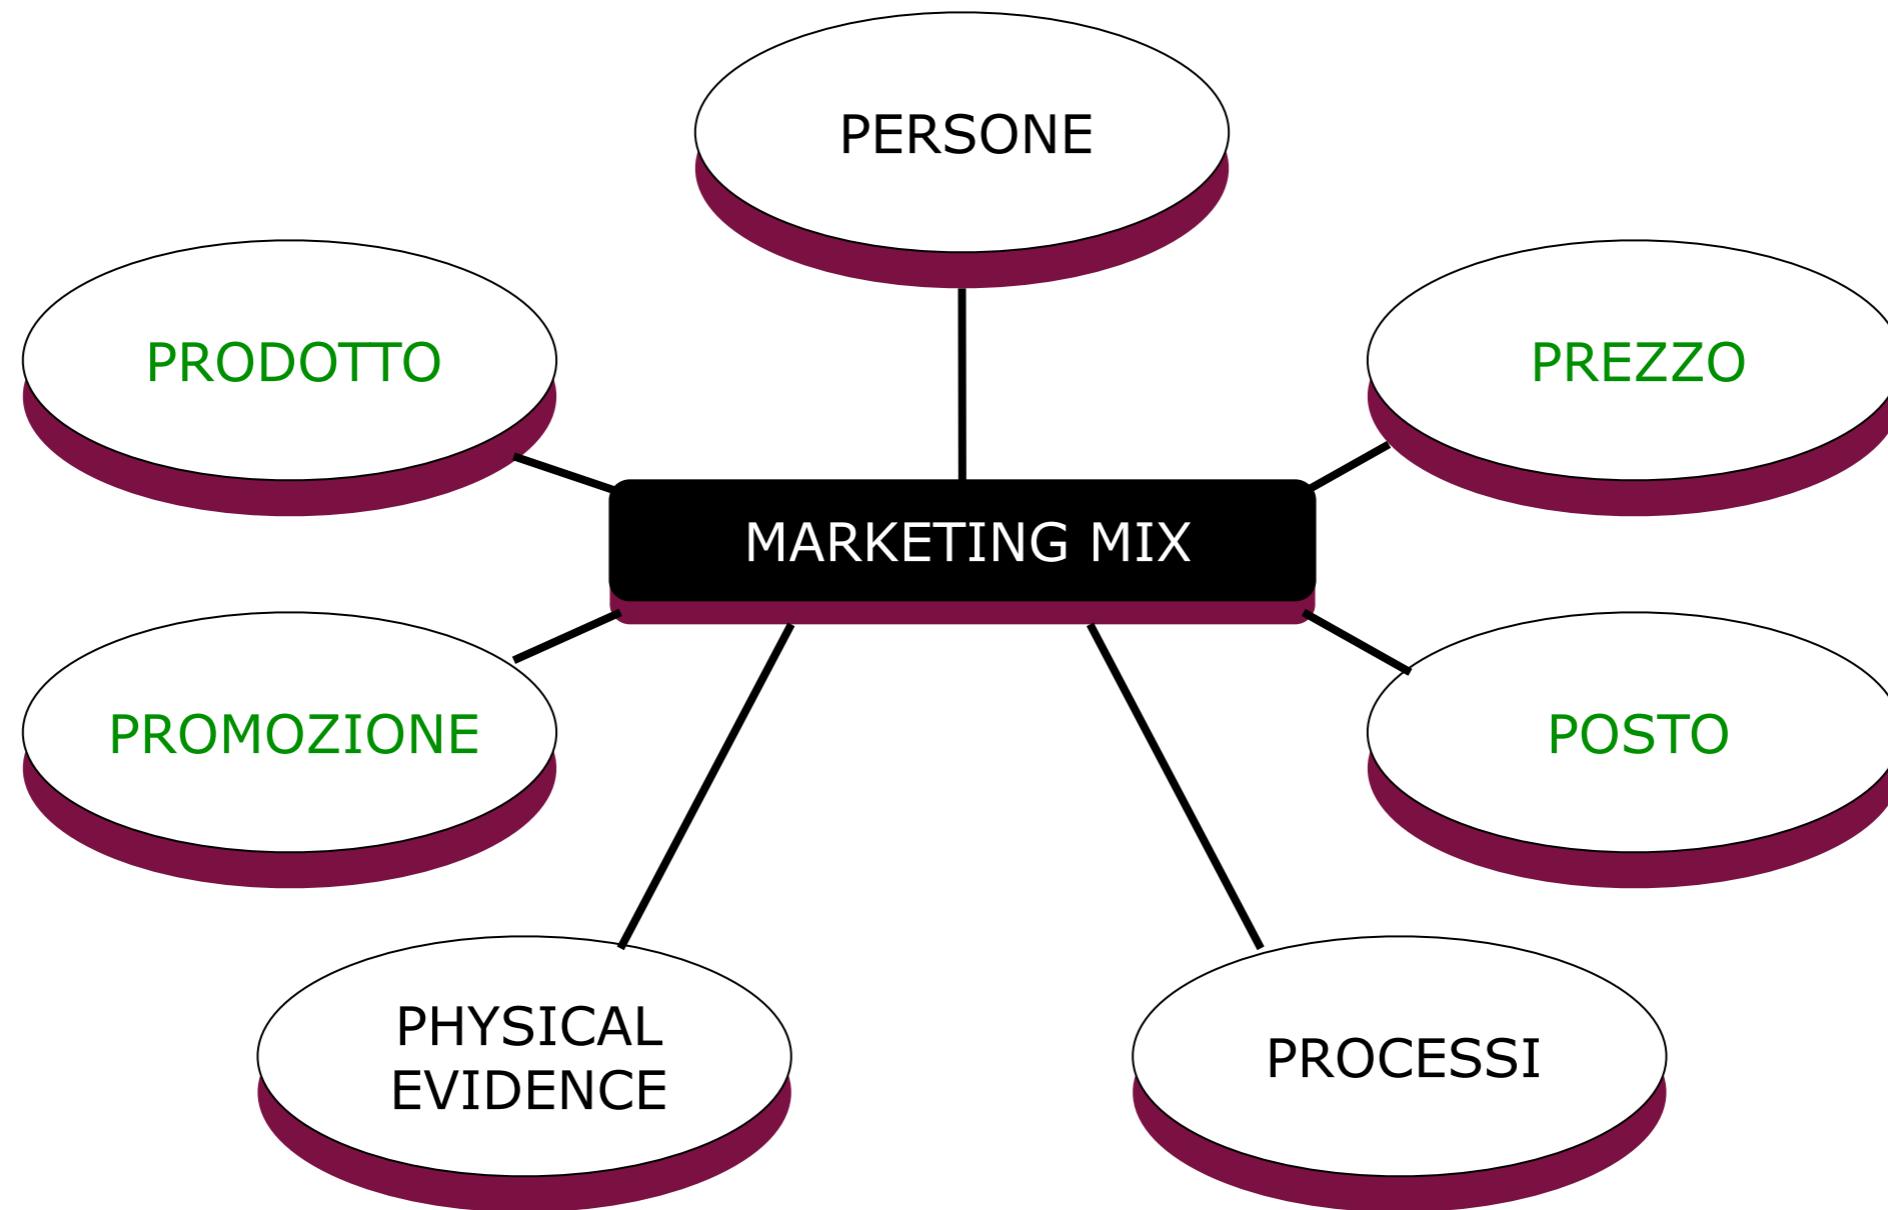 PERSONE
PRODOTTO
PREZZO
MARKETING MIX
PROMOZIONE
POSTO
PHYSICAL
EVIDENCE
PROCESSI